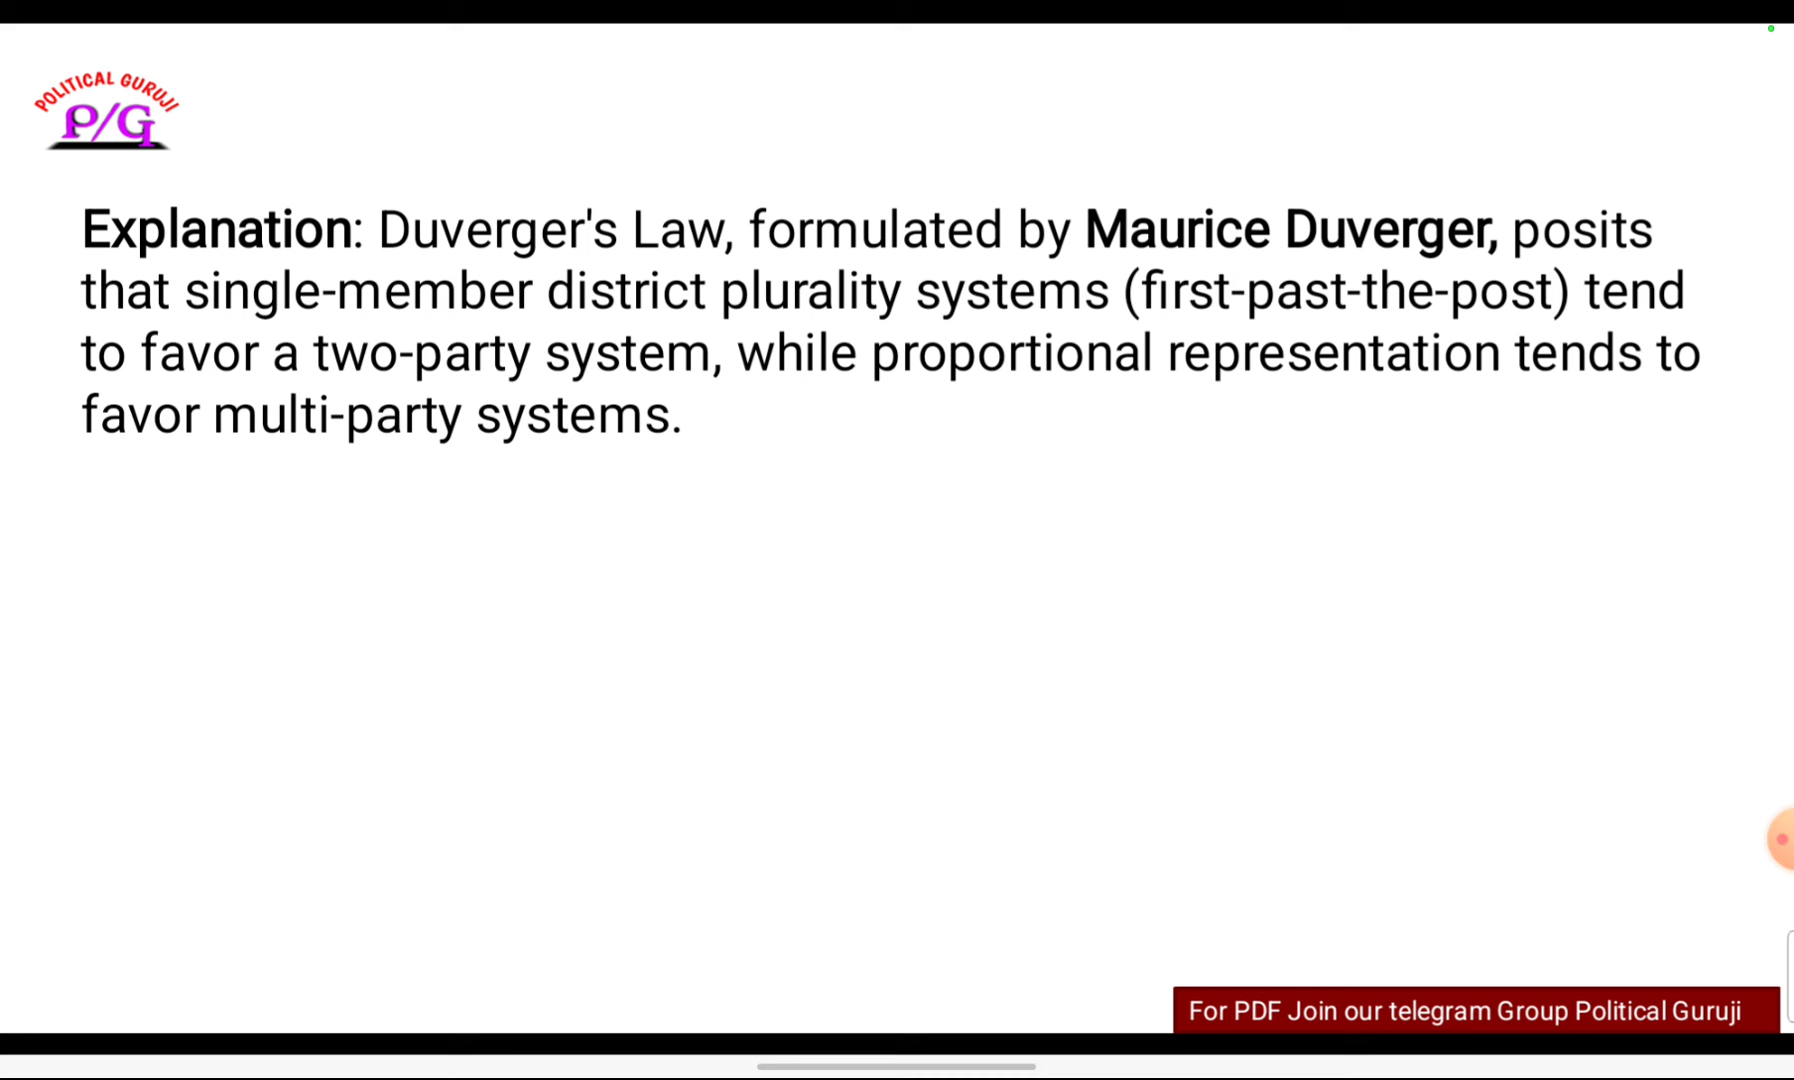 POLITICAL GURUJI
P/G
Explanation: Duverger's Law, formulated by Maurice Duverger, posits
that single-member district plurality systems (first-past-the-post) tend
to favor a two-party system, while proportional representation tends to
favor multi-party systems.
For PDF Join our telegram Group Political Guruji